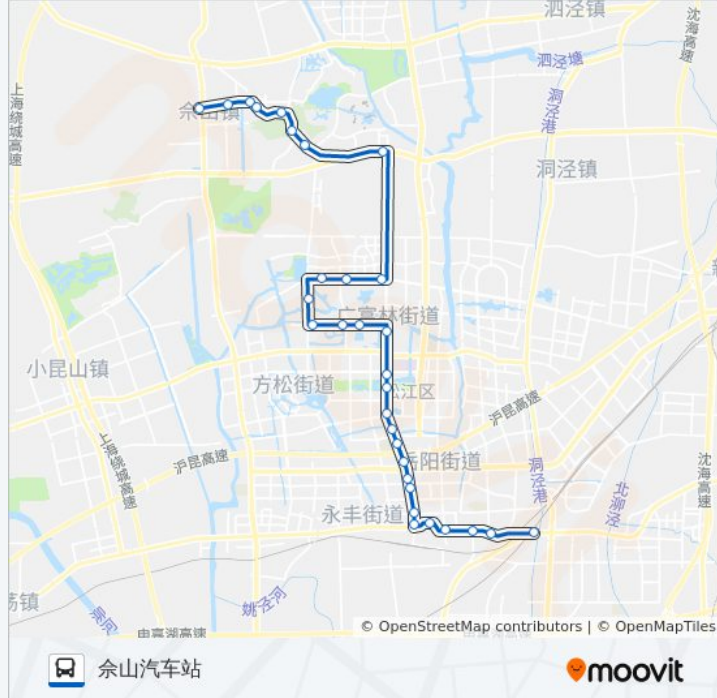 泗泾镇
沈海高速
泗泾塘
洞泾港
上海绕城高速
佘山镇
洞泾镇
广富林街道
小昆山镇
方松街道
松江区
沪昆高速
上海绕城高速
沪昆高速
岳阳街道
洞泾港
沈海高速
北泖泾
永丰街道
姚泾河
© OpenStreetMap contributors | © OpenMapTiles
佘山汽车站
moovit